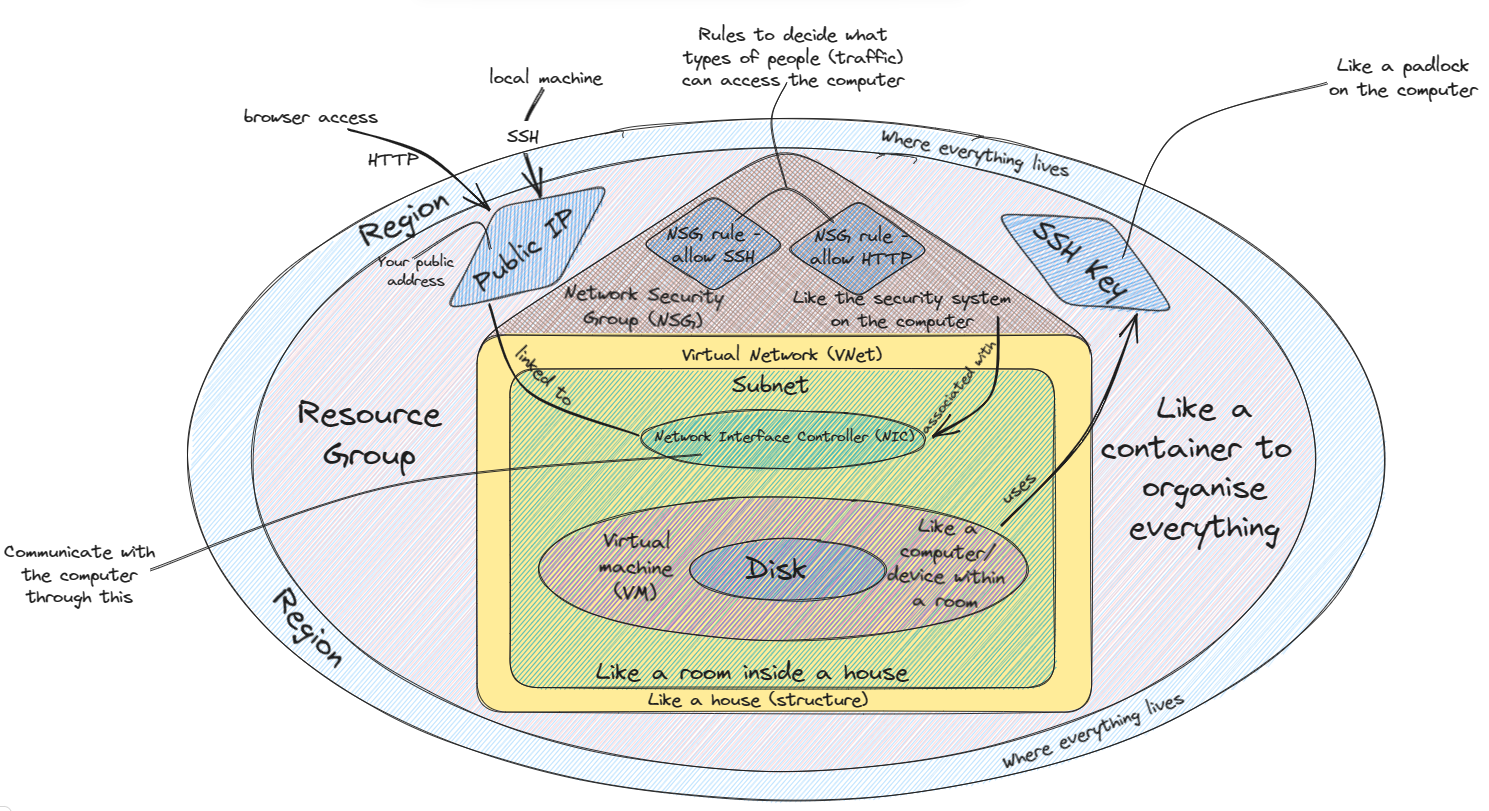 Rules to decide what
types of people (traffic)
can access the computer
local machine
SSH
browser access
HTTP
Like a padlock
on the computer
Where everything lives
Region
Public IP
Your public
address
NSG rule -
allow SSH
NSG rule -
allow HTTP
SSH Key
Network Security
Group (NSG)
Like the security system
on the computer
Virtual Network (VNet)
linked to
Subnet
associated with
Network Interface Controller (NIC)
Resource
Group
Like a
container to
organise
everything
uses
Communicate with
the computer
through this
Virtual
machine
(VM)
Disk
Like a
computer/
device within
a room
Region
Like a room inside a house
Like a house (structure)
Where everything lives